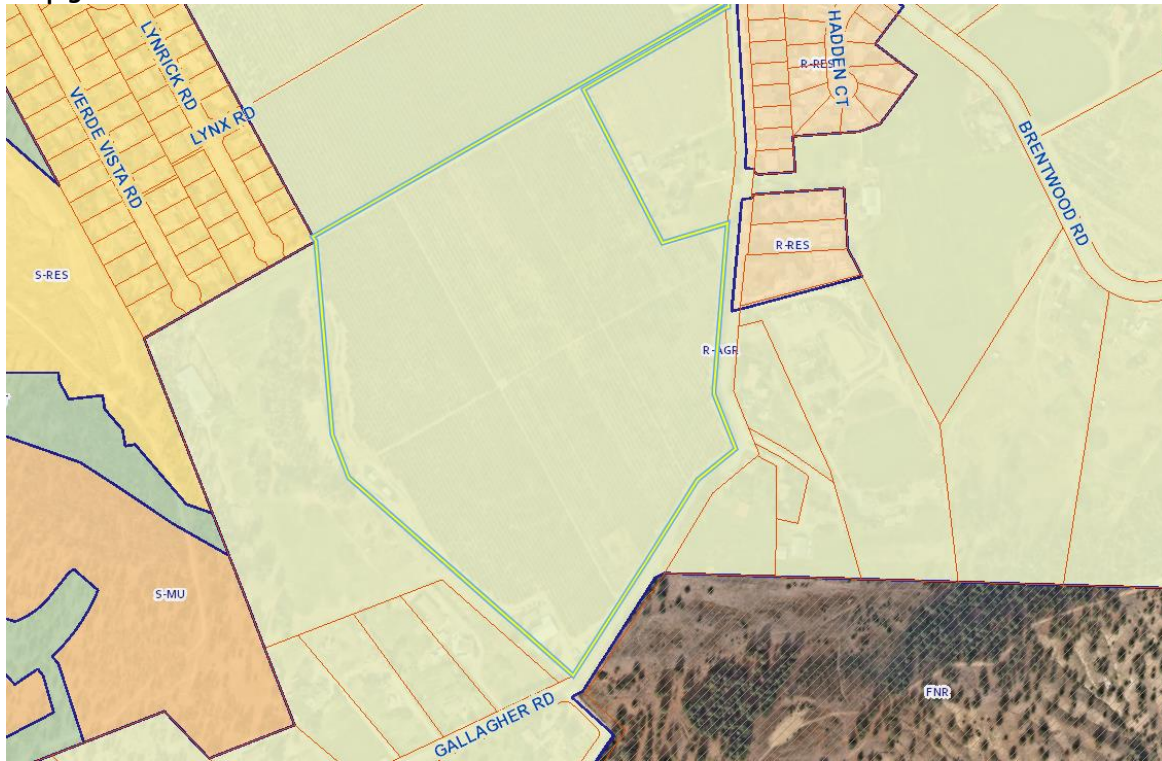 LYNRICK RD
HADDEN CT
R-RES
VERDE VISTA RD
LYNX RD
BRENTWOOD RD
R-RES
S-RES
R-AGR
S-MU
FNR
GALLAGHER RD